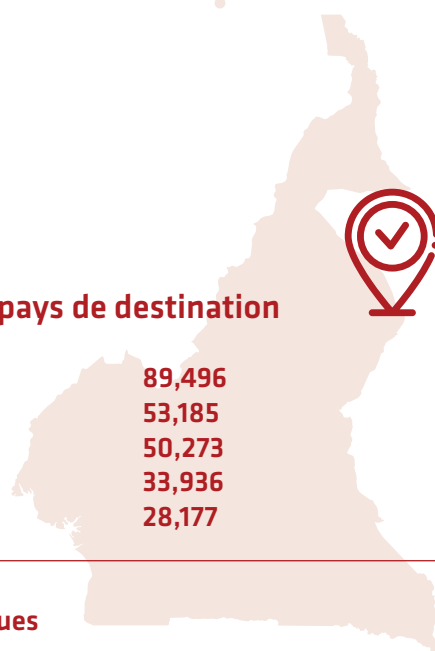 pays de destination
89,496
53,185
50,273
33,936
28,177
ues